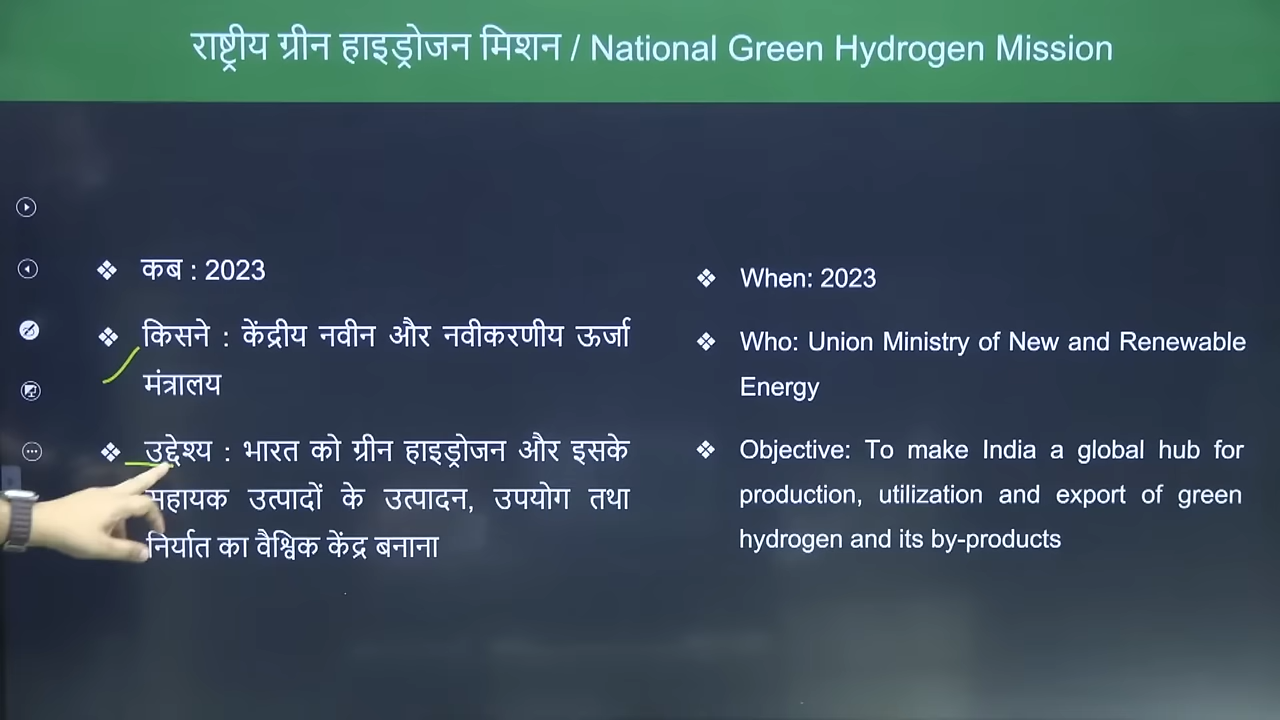 राष्ट्रीय ग्रीन हाइड्रोजन मिशन / National Green Hydrogen Mission
❖ कब : 2023
❖ किसने : केंद्रीय नवीन और नवीकरणीय ऊर्जा
मंत्रालय
❖ उद्देश्य : भारत को ग्रीन हाइड्रोजन और इसके
सहायक उत्पादों के उत्पादन, उपयोग तथा
निर्यात का वैश्विक केंद्र बनाना
❖ When: 2023
❖ Who: Union Ministry of New and Renewable
Energy
❖ Objective: To make India a global hub for
production, utilization and export of green
hydrogen and its by-products